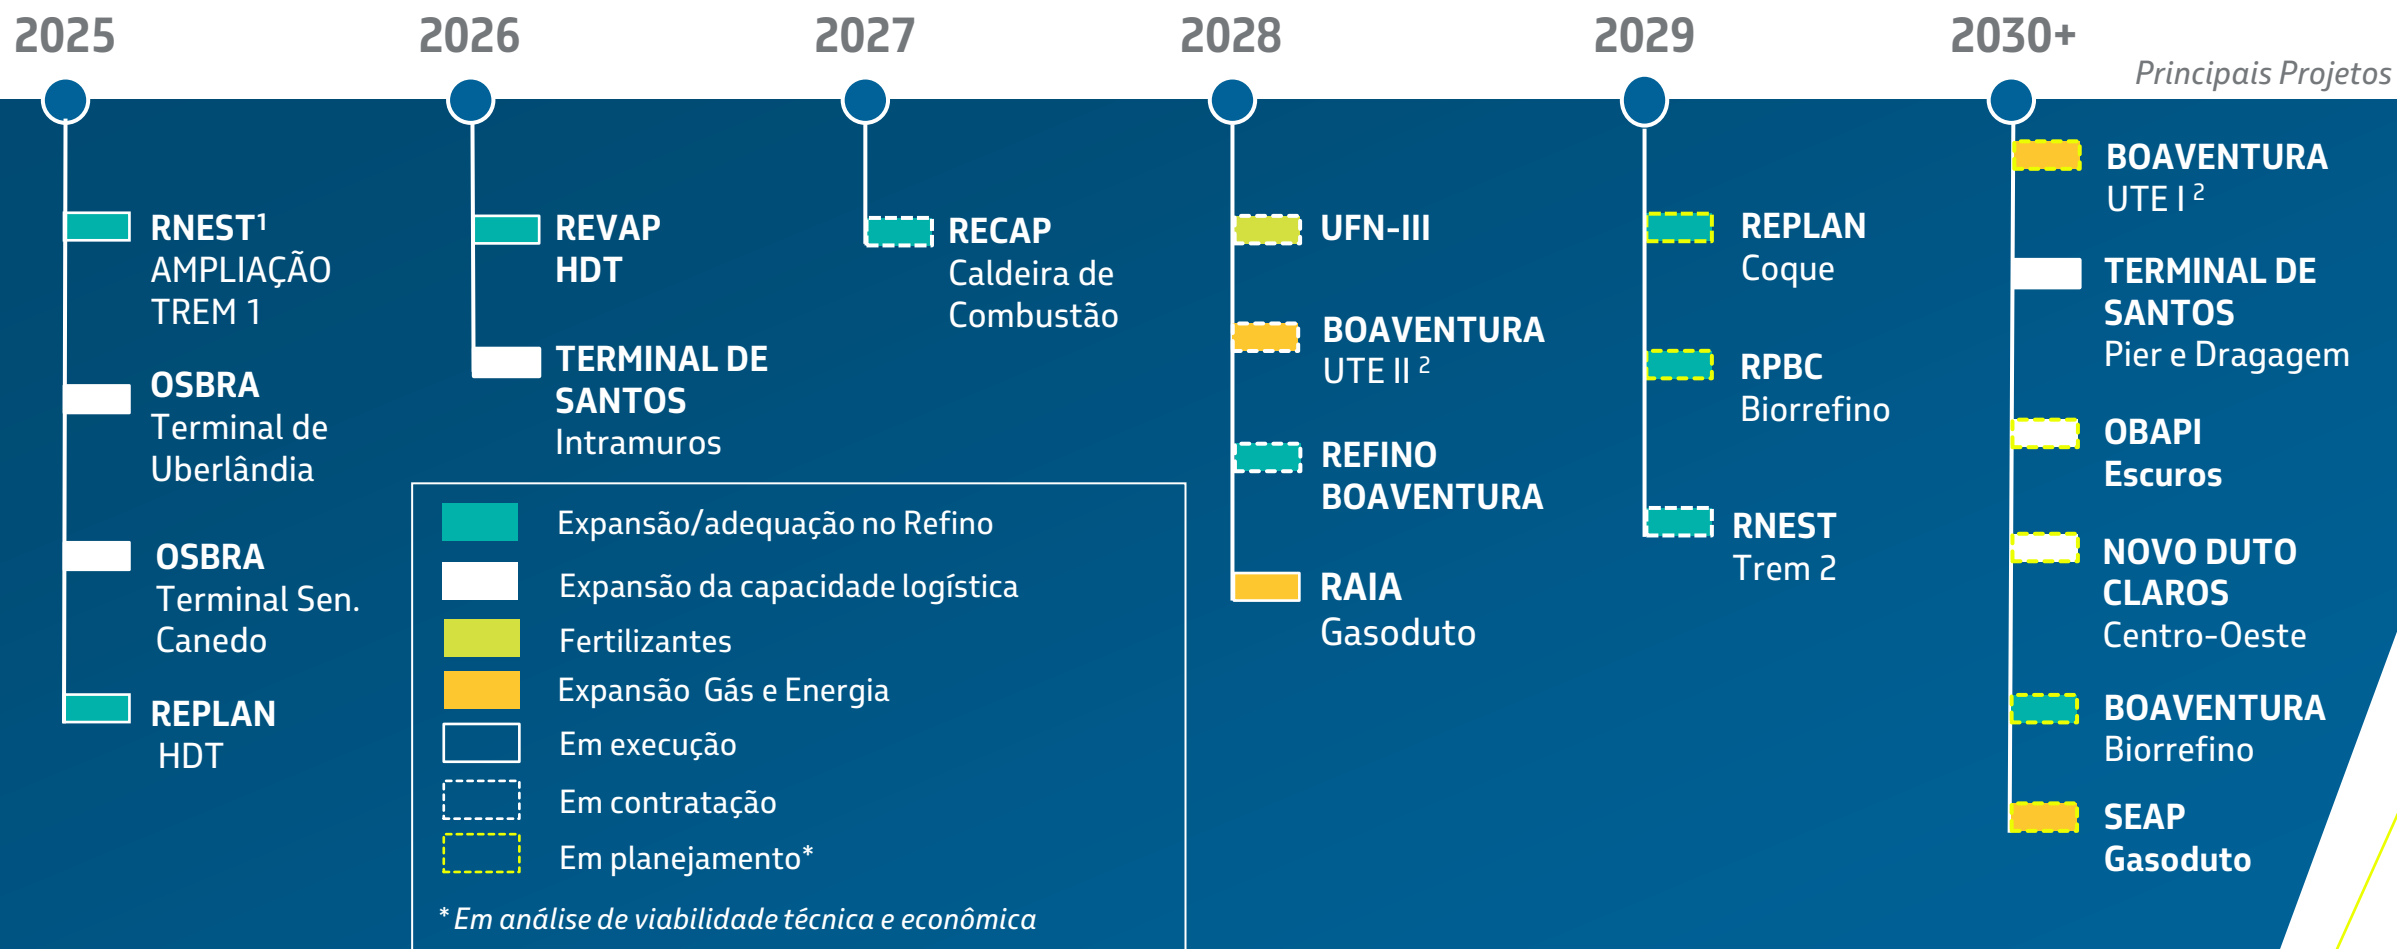 2025
2026
2027
2028
2029
2030+
Principais Projetos
RNEST¹
AMPLIAÇÃO
TREM 1
OSBRA
Terminal de
Uberlândia
OSBRA
Terminal Sen.
Canedo
REPLAN
HDT
REVAP
HDT
TERMINAL DE
SANTOS
Intramuros
RECAP
Caldeira de
Combustão
UFN-III
BOAVENTURA
UTE II ²
REFINO
BOAVENTURA
RAIA
Gasoduto
REPLAN
Coque
RPBC
Biorrefino
RNEST
Trem 2
BOAVENTURA
UTE I ²
TERMINAL DE
SANTOS
Pier e Dragagem
OBAPI
Escuros
NOVO DUTO
CLAROS
Centro-Oeste
BOAVENTURA
Biorrefino
SEAP
Gasoduto
Expansão/adequação no Refino
Expansão da capacidade logística
Fertilizantes
Expansão Gás e Energia
Em execução
Em contratação
Em planejamento*
* Em análise de viabilidade técnica e econômica